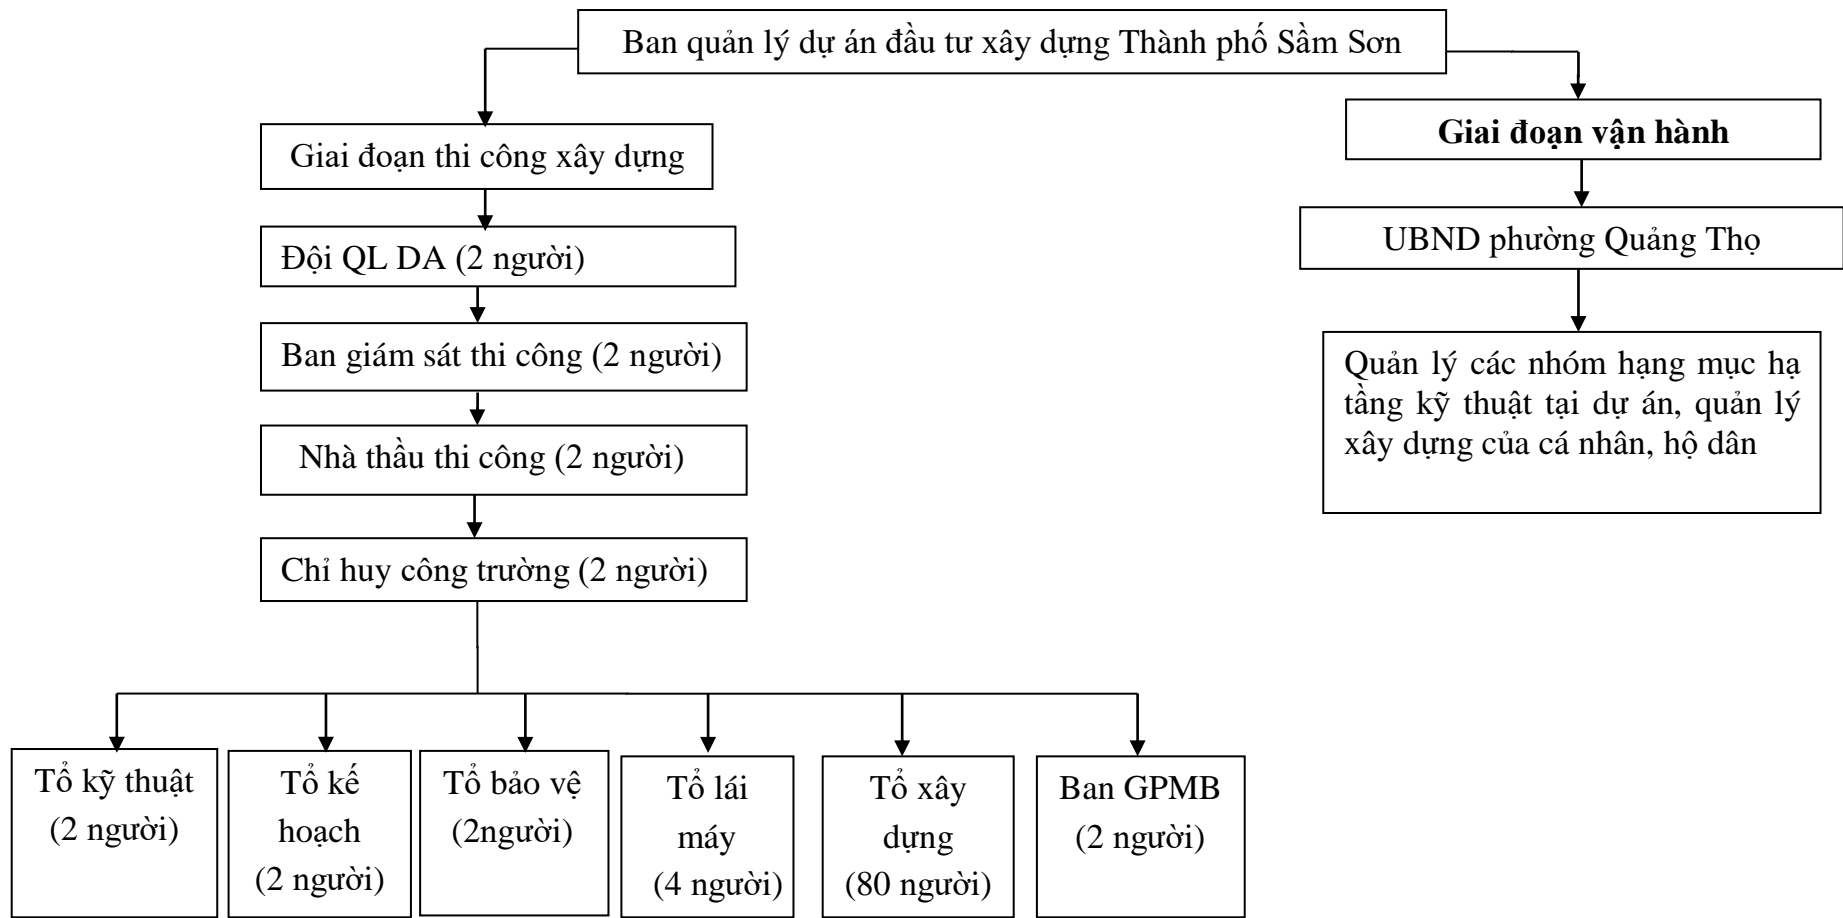 Ban quản lý dự án đầu tư xây dựng Thành phố Sầm Sơn
Giai đoạn thi công xây dựng
Đội QL DA (2 người)
Ban giám sát thi công (2 người)
Nhà thầu thi công (2 người)
Chỉ huy công trường (2 người)
Tổ kỹ thuật
(2 người)
Tổ kế
hoạch
(2 người)
Tổ bảo vệ
(2người)
Tổ lái
máy
(4 người)
Tổ xây
dựng
(80 người)
Ban GPMB
(2 người)
Giai đoạn vận hành
UBND phường Quảng Thọ
Quản lý các nhóm hạng mục hạ
tầng kỹ thuật tại dự án, quản lý
xây dựng của cá nhân, hộ dân